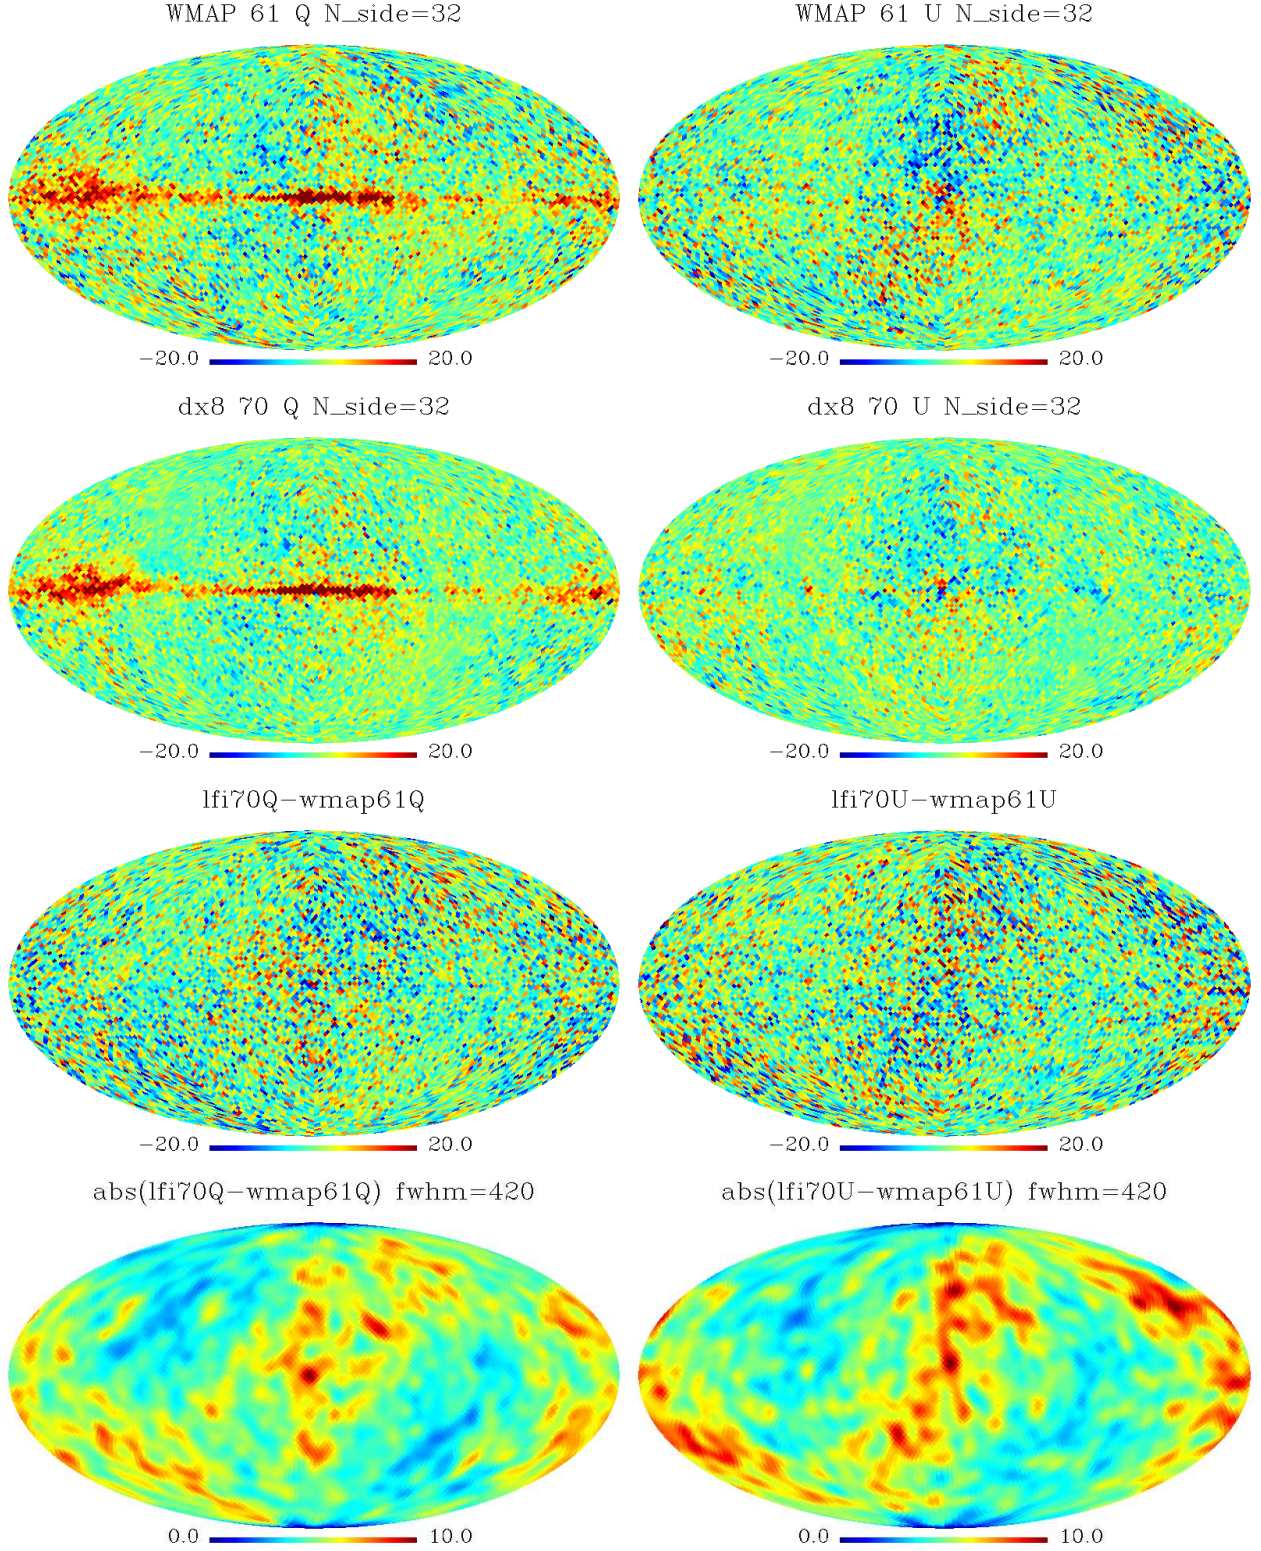 WMAP 61 Q N_side=32
WMAP 61 U N_side=32
−20.0 20.0
−20.0 20.0
dx8 70 Q N_side=32
dx8 70 U N_side=32
−20.0 20.0
−20.0 20.0
lfi70Q−wmap61Q
lfi70U−wmap61U
−20.0 20.0
−20.0 20.0
abs(lfi70Q−wmap61Q) fwhm=420
abs(lfi70U−wmap61U) fwhm=420
0.0 10.0
0.0 10.0